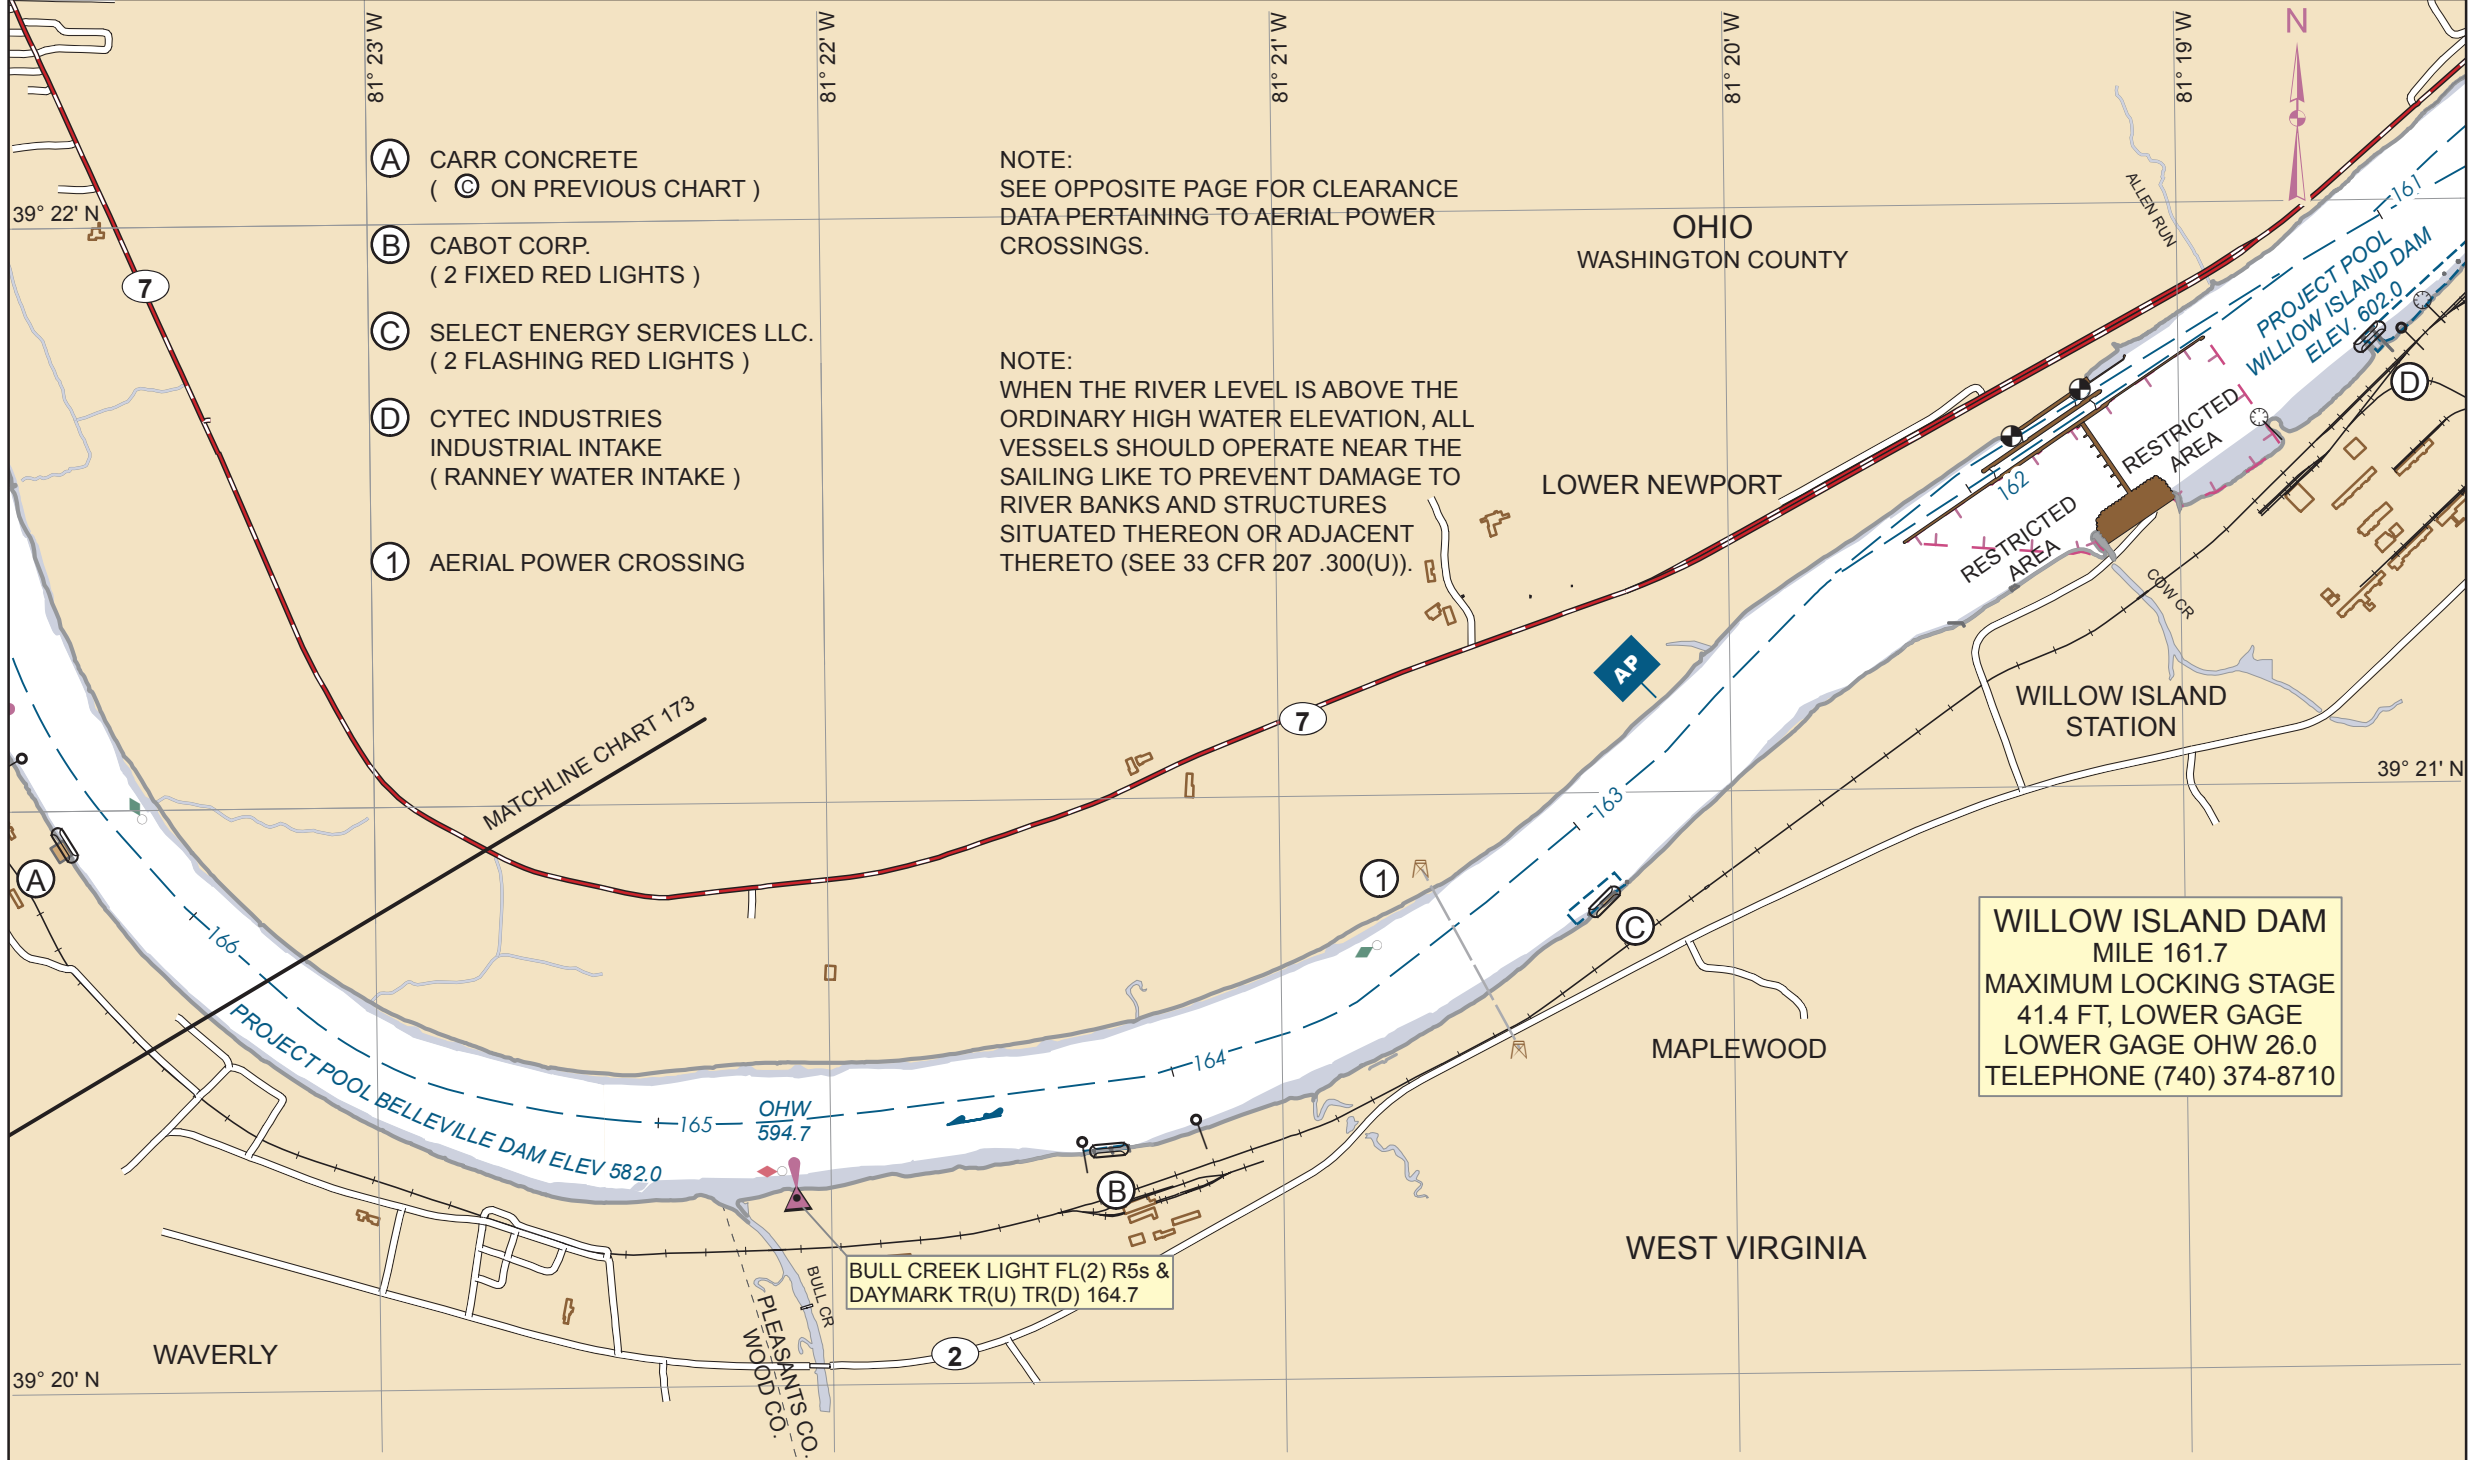 81° 23' W
81° 22' W
81° 21' W
81° 20' W
81° 19' W
N
39° 22' N
A CARR CONCRETE
( C ON PREVIOUS CHART )
B CABOT CORP.
( 2 FIXED RED LIGHTS )
C SELECT ENERGY SERVICES LLC.
( 2 FLASHING RED LIGHTS )
D CYTEC INDUSTRIES
INDUSTRIAL INTAKE
( RANNEY WATER INTAKE )
1 AERIAL POWER CROSSING
NOTE:
SEE OPPOSITE PAGE FOR CLEARANCE
DATA PERTAINING TO AERIAL POWER
CROSSINGS.
NOTE:
WHEN THE RIVER LEVEL IS ABOVE THE
ORDINARY HIGH WATER ELEVATION, ALL
VESSELS SHOULD OPERATE NEAR THE
SAILING LIKE TO PREVENT DAMAGE TO
RIVER BANKS AND STRUCTURES
SITUATED THEREON OR ADJACENT
THERETO (SEE 33 CFR 207 .300(U)).
OHIO
WASHINGTON COUNTY
ALLEN RUN
161
PROJECT POOL
WILLIOW ISLAND DAM
ELEV. 602.0
D
7
RESTRICTED
AREA
162
RESTRICTED
AREA
LOWER NEWPORT
COW CR
AP
WILLOW ISLAND
STATION
7
MATCHLINE CHART 173
39° 21' N
163
1
A
C
166
WILLOW ISLAND DAM
MILE 161.7
MAXIMUM LOCKING STAGE
41.4 FT, LOWER GAGE
LOWER GAGE OHW 26.0
TELEPHONE (740) 374-8710
MAPLEWOOD
164
PROJECT POOL BELLEVILLE DAM ELEV 582.0
165
OHW
594.7
B
WEST VIRGINIA
BULL CREEK LIGHT FL(2) R5s &
DAYMARK TR(U) TR(D) 164.7
BULL CR
PLEASANTS CO.
WOOD CO.
WAVERLY
2
39° 20' N